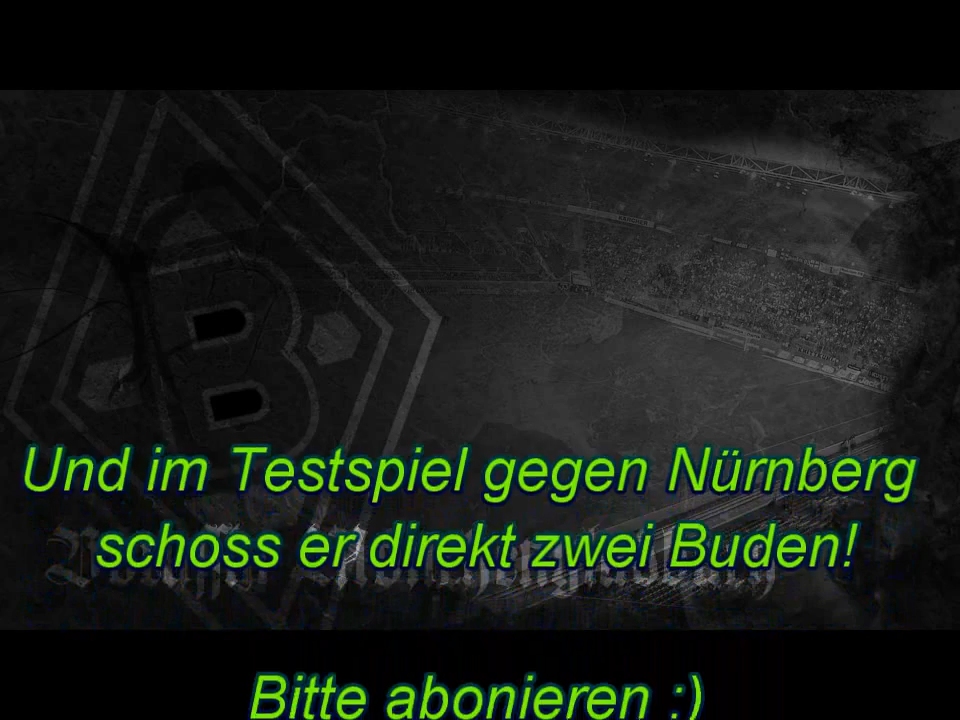 Und im Testspiel gegen Nürnberg
schoss er direkt zwei Buden!
Bitte abonieren :)